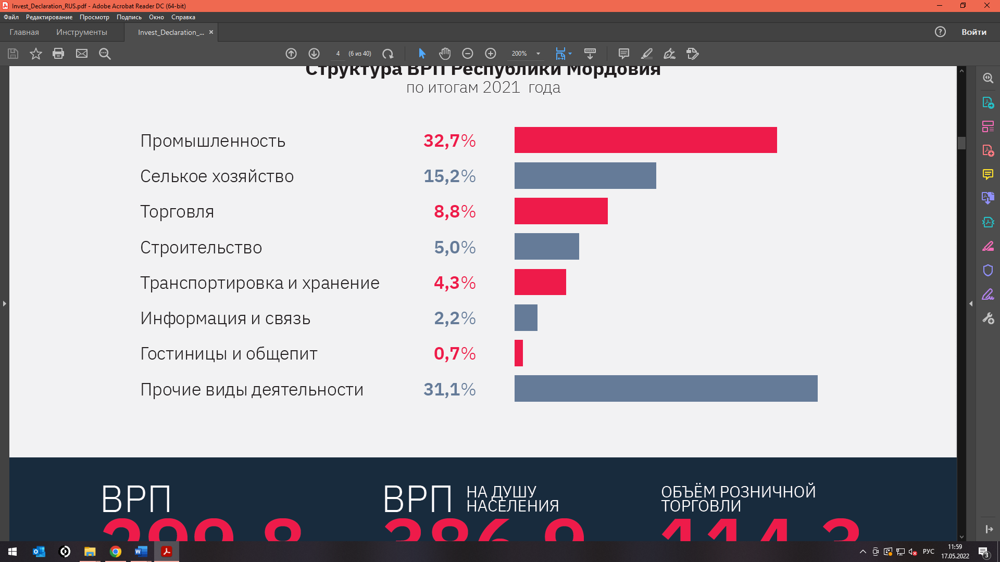 Invest_Declaration_RUS.pdf - Adobe Acrobat Reader DC (64-bit)
Файл Редактирование Просмотр Подпись Окно Справка
Главная Инструменты Invest_Declaration_... × Войти
4 (6 из 40) 200%
Структура ВРП Республики Мордовия
по итогам 2021 года
Промышленность 32,7%
Селькое хозяйство 15,2%
Торговля 8,8%
Строительство 5,0%
Транспортировка и хранение 4,3%
Информация и связь 2,2%
Гостиницы и общепит 0,7%
Прочие виды деятельности 31,1%
ВРП
ВРП НА ДУШУ
НАСЕЛЕНИЯ
ОБЪЁМ РОЗНИЧНОЙ
ТОРГОВЛИ
114,3
РУС
11:59
17.05.2022
3